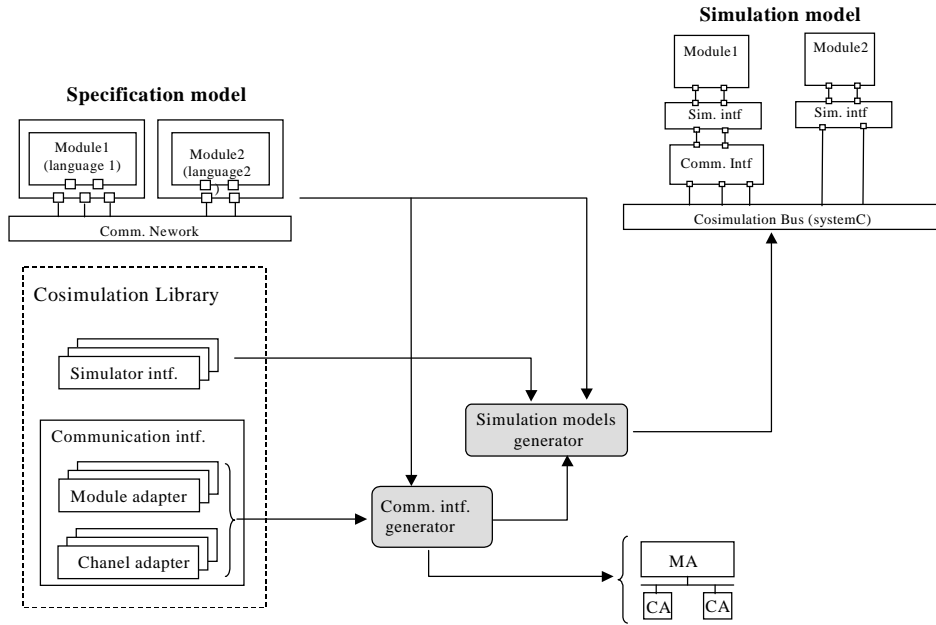 Simulation model
Module1
Module2
Sim. intf
Sim. intf
Comm. Intf
Cosimulation Bus (systemC)
Specification model
Module1
(language 1)
Module2
(language2
)
Comm. Nework
Cosimulation Library
Simulator intf.
Communication intf.
Module adapter
Chanel adapter
Simulation models
generator
Comm. intf.
generator
MA
CA
CA